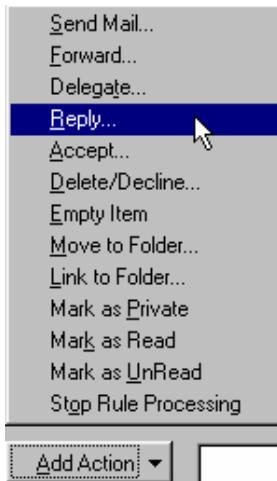 Send Mail...
Forward...
Delegate...
Reply...
Accept...
Delete/Decline...
Empty Item
Move to Folder...
Link to Folder...
Mark as Private
Mark as Read
Mark as UnRead
Stop Rule Processing
Add Action